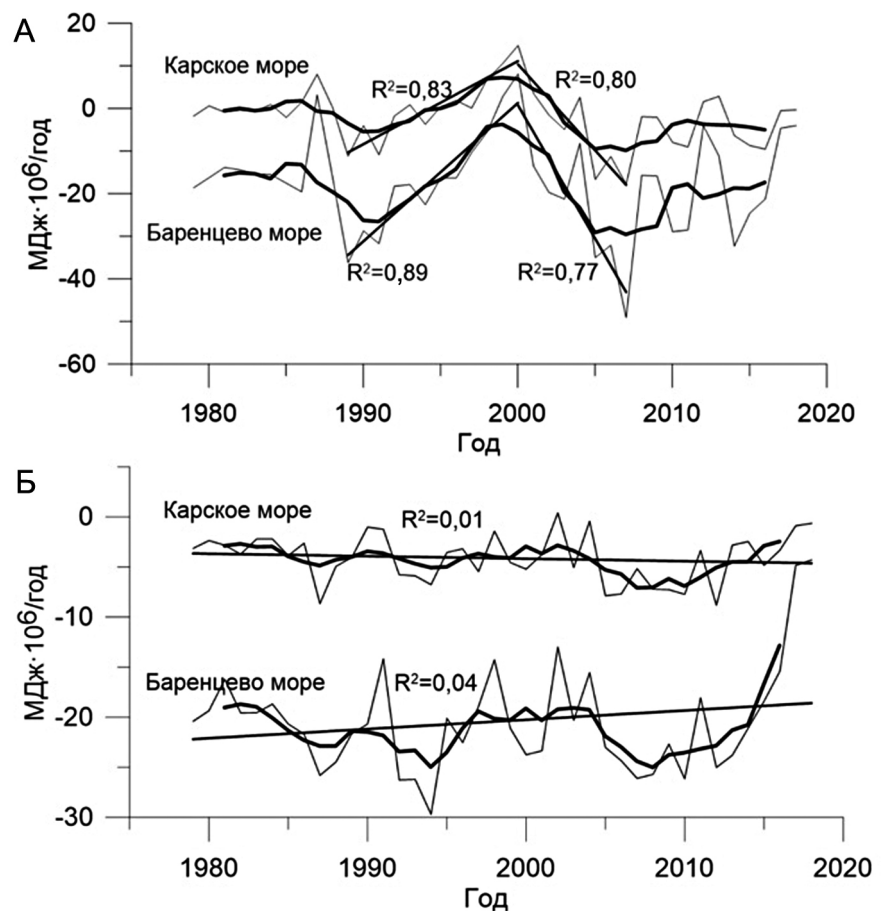 А
20
Карское море
R²=0,83
R²=0,80
0
-20
Баренцево море
R²=0,89
R²=0,77
-40
-60
МДж·10⁶/год
1980
1990
2000
2010
2020
Год
Б
0
Карское море
R²=0,01
-10
Баренцево море
R²=0,04
-20
-30
МДж·10⁶/год
1980
1990
2000
2010
2020
Год